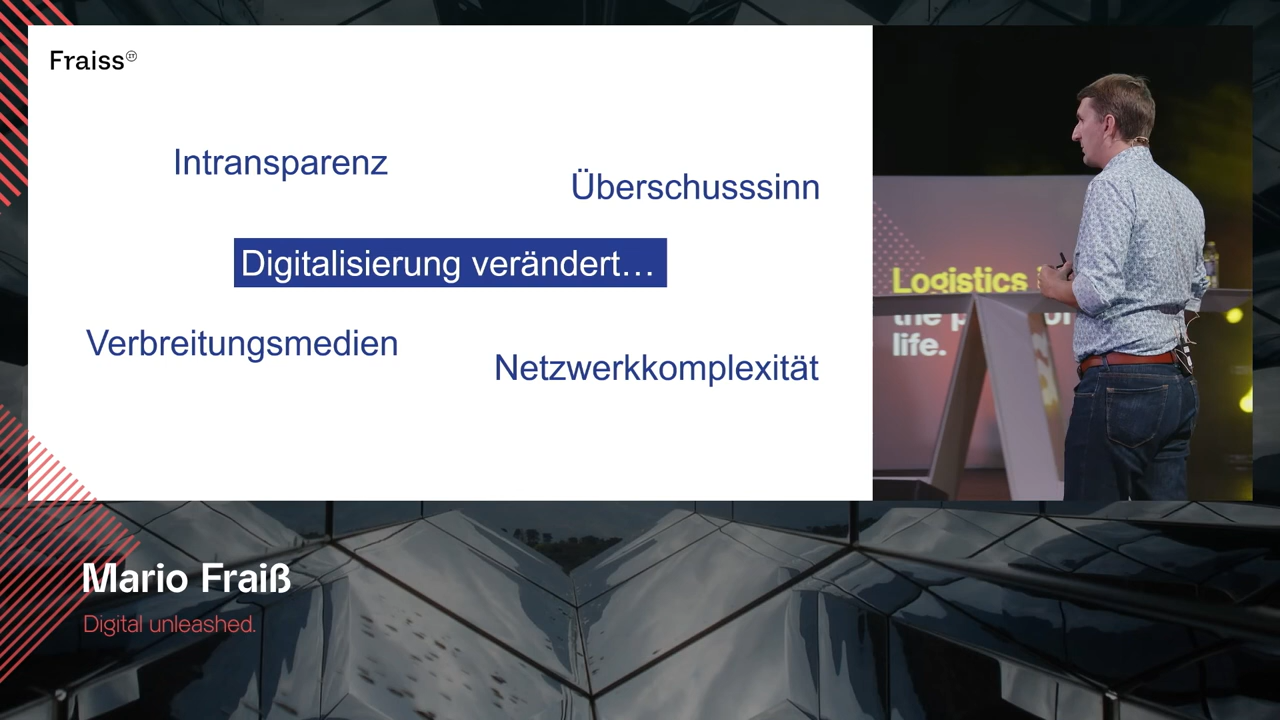 Fraiss
Intransparenz
Überschusssinn
Digitalisierung verändert…
Verbreitungsmedien
Netzwerkkomplexität
Logistics
life.
Mario Fraiß
Digital unleashed.